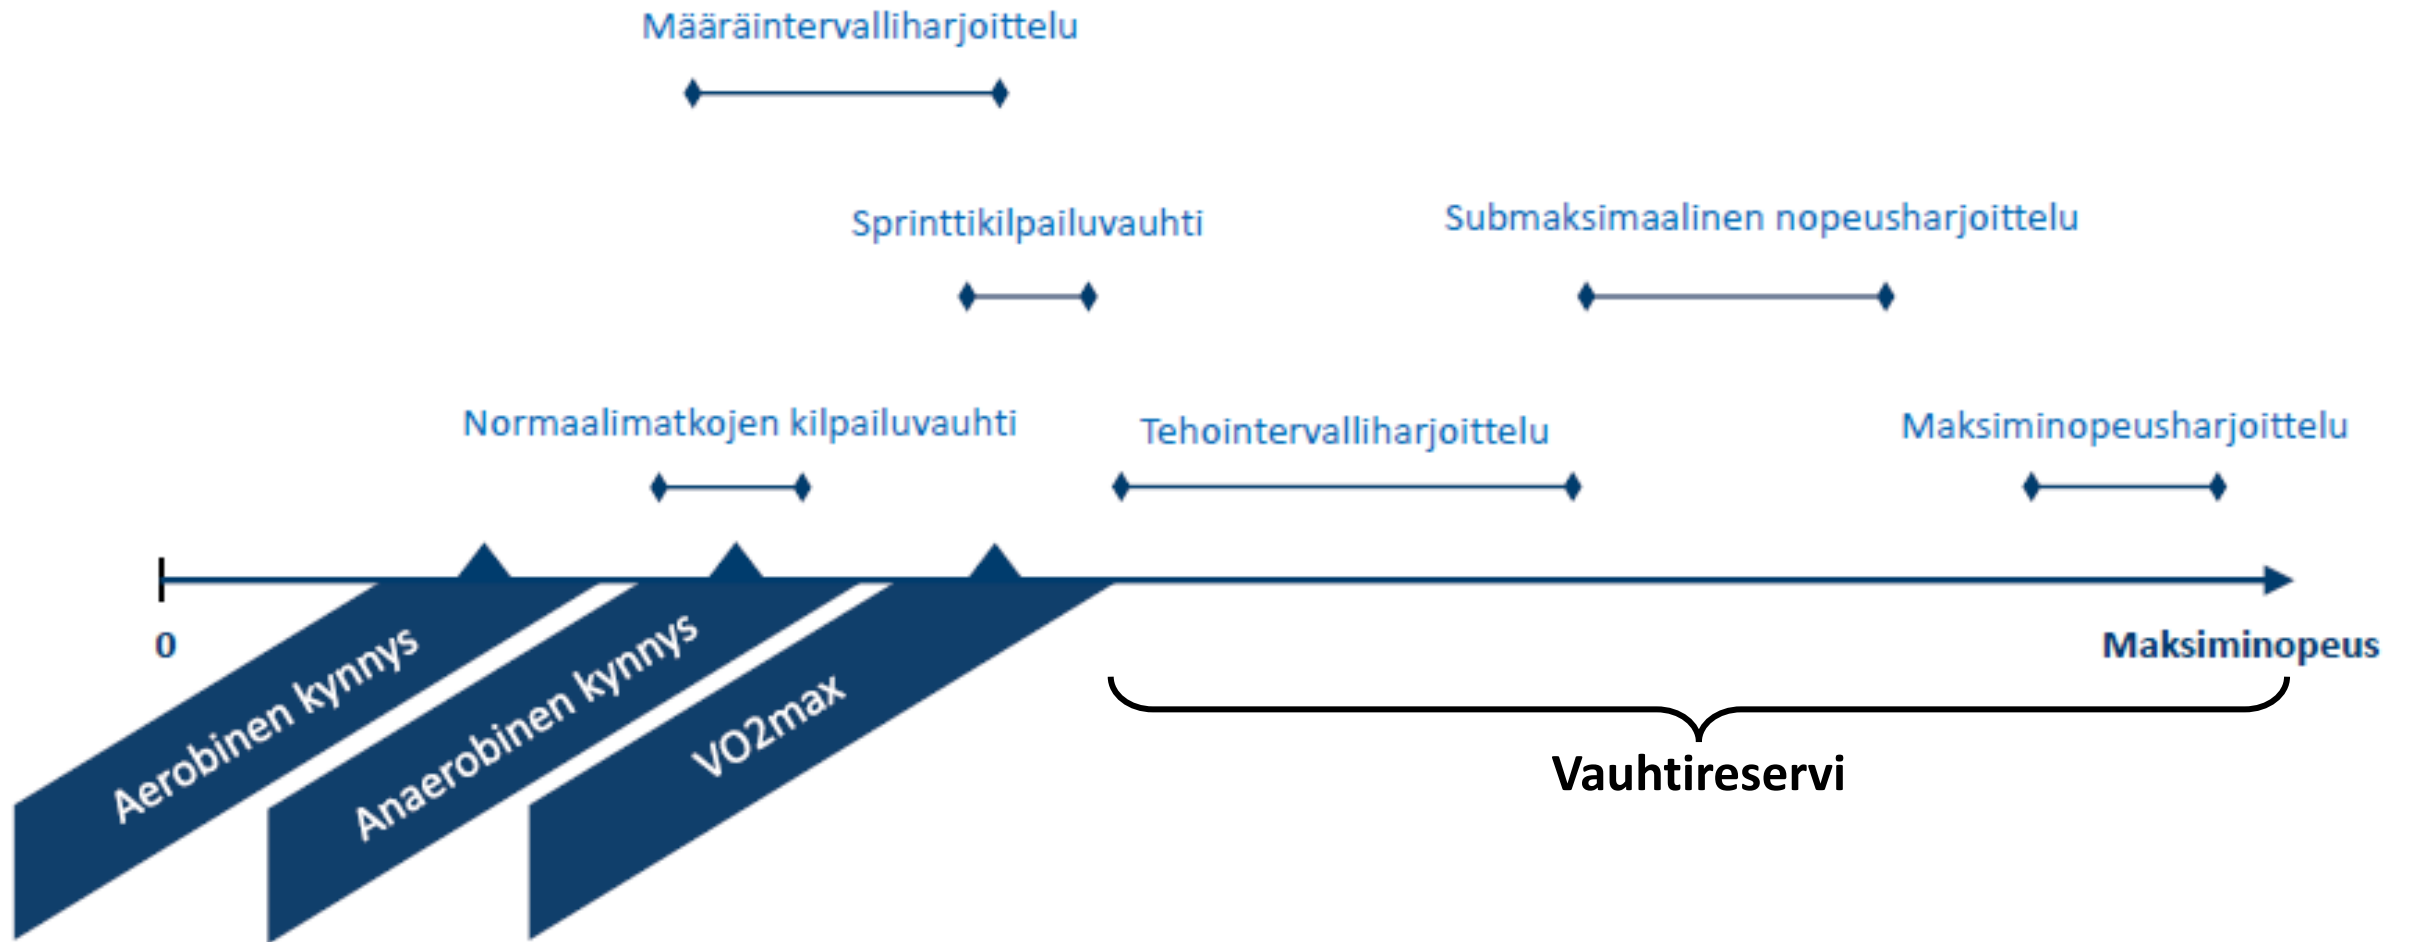 Määräintervalliharjoittelu
Sprinttikilpailuvauhti
Submaksimaalinen nopeusharjoittelu
Normaalimatkojen kilpailuvauhti
Tehointervalliharjoittelu
Maksiminopeusharjoittelu
0
Maksiminopeus
Aerobinen kynnys
Anaerobinen kynnys
VO2max
Vauhtireservi